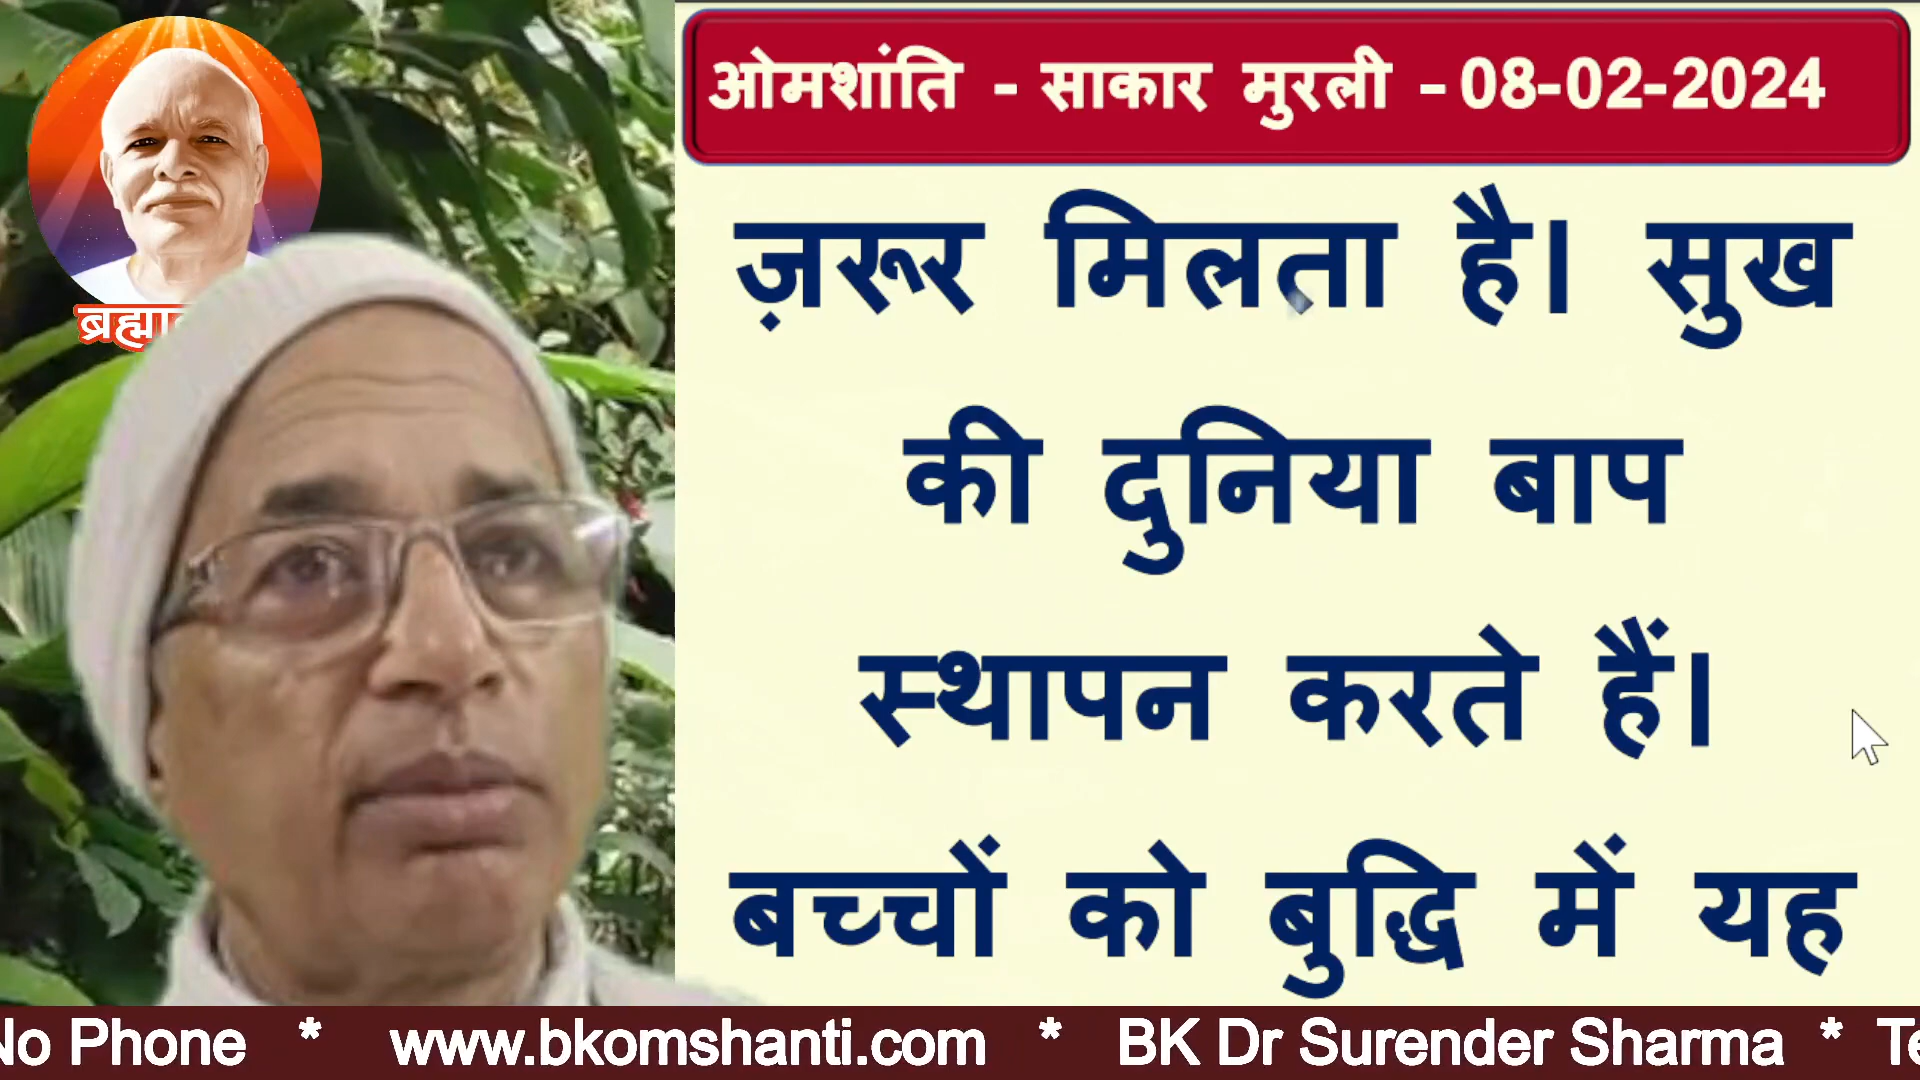 ओमशांति - साकार मुरली - 08-02-2024
ज़रूर मिलता है। सुख
की दुनिया बाप
स्थापन करते हैं।
बच्चों को बुद्धि में यह
No Phone * www.bkomshanti.com * BK Dr Surender Sharma *